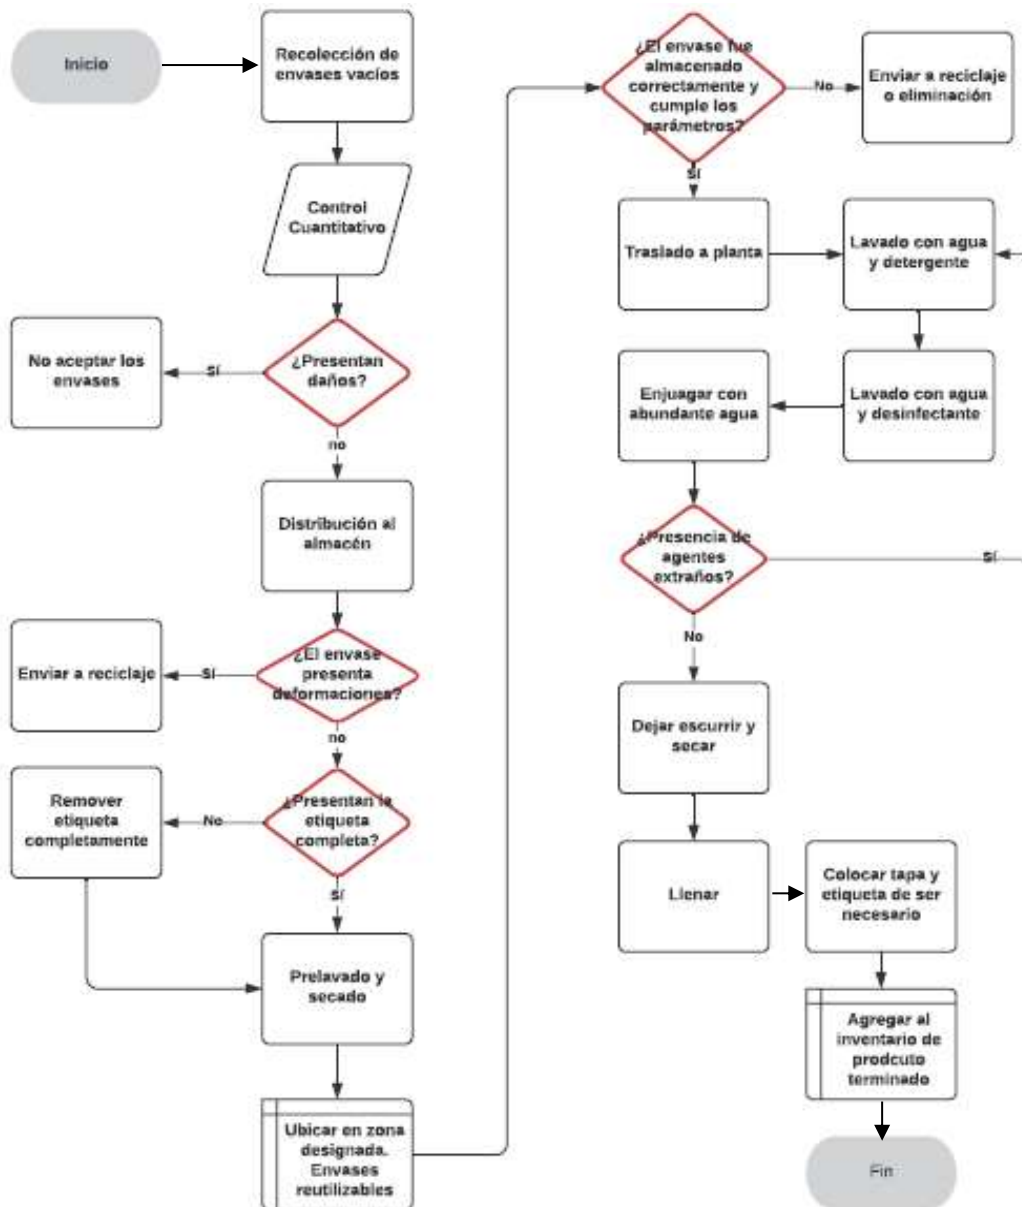 Inicio
Recolección de
envases vacíos
Control
Cuantitativo
¿Presentan
daños?
Sí
No aceptar los
envases
no
Distribución al
almacén
¿El envase
presenta
deformaciones?
Sí
Enviar a reciclaje
no
¿Presentan la
etiqueta
completa?
No
Remover
etiqueta
completamente
Sí
Prelavado y
secado
Ubicar en zona
designada.
Envases
reutilizables
¿El envase fue
almacenado
correctamente y
cumple los
parámetros?
No
Enviar a reciclaje
o eliminación
Sí
Traslado a planta
Lavado con agua
y detergente
Lavado con agua
y desinfectante
Enjuagar con
abundante agua
¿Presencia de
agentes
extraños?
Sí
No
Dejar escurrir y
secar
Llenar
Colocar tapa y
etiqueta de ser
necesario
Agregar al
inventario de
prodcuto
terminado
Fin